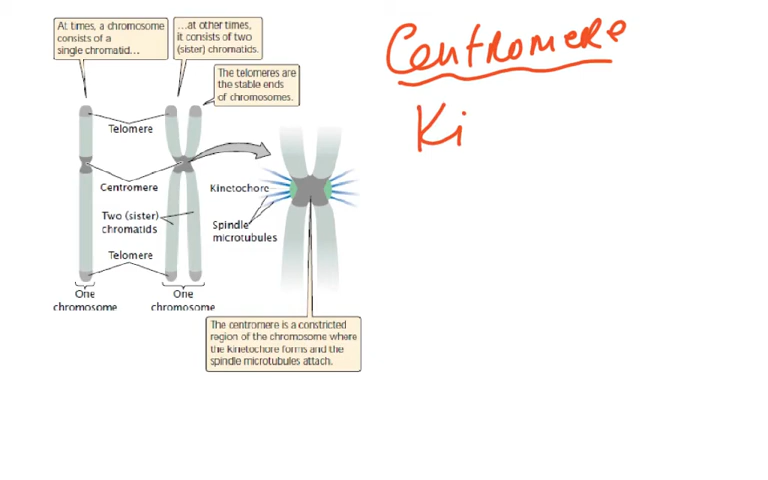 At times, a chromosome
consists of a
single chromatid…
…at other times,
it consists of two
(sister) chromatids.
The telomeres are
the stable ends
of chromosomes.
Telomere
Centromere
Two (sister)
chromatids
Telomere
One
chromosome
One
chromosome
Kinetochore
Spindle
microtubules
The centromere is a constricted
region of the chromosome where
the kinetochore forms and the
spindle microtubules attach.
Centromere
Ki